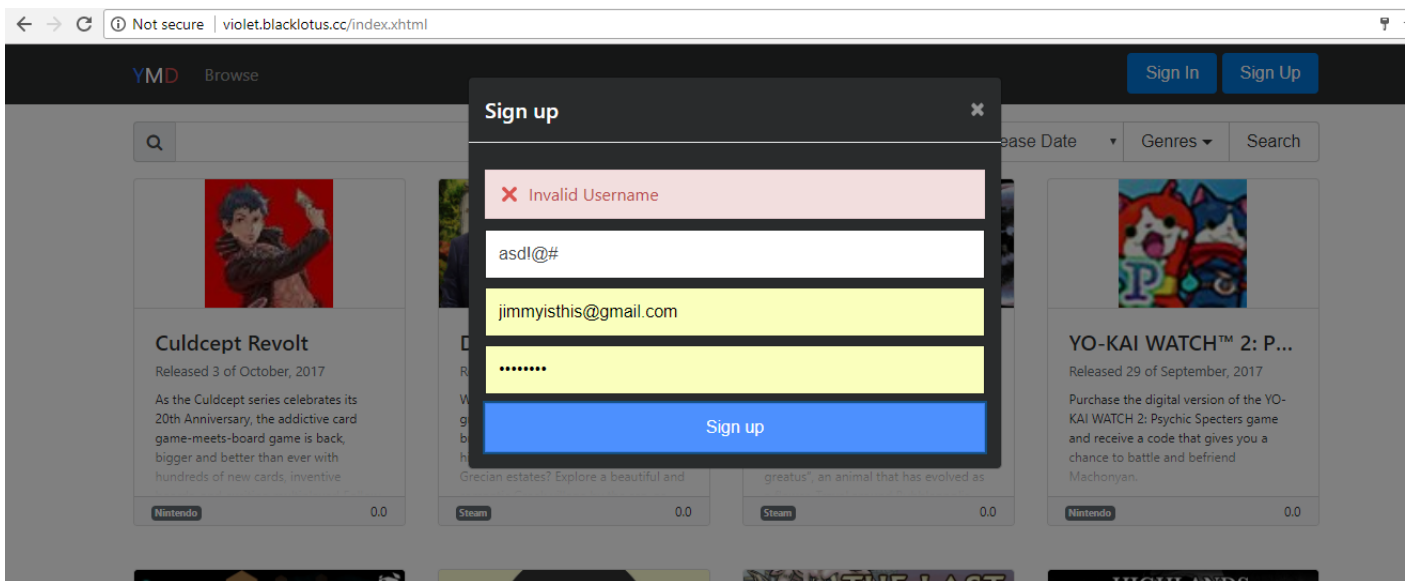 Not secure | violet.blacklotus.cc/index.xhtml
YMD Browse Sign In Sign Up
Sign up ×
ease Date Genres Search
Invalid Username
asd!@#
jimmyisthis@gmail.com
••••••••
Sign up
Culdcept Revolt
Released 3 of October, 2017
As the Culdcept series celebrates its
20th Anniversary, the addictive card
game-meets-board game is back,
bigger and better than ever with
hundreds of new cards, inventive
Nintendo 0.0
Grecian estates? Explore a beautiful and
Steam 0.0
greatus", an animal that has evolved as
Steam 0.0
YO-KAI WATCH™ 2: P...
Released 29 of September, 2017
Purchase the digital version of the YO-
KAI WATCH 2: Psychic Specters game
and receive a code that gives you a
chance to battle and befriend
Machonyan.
Nintendo 0.0